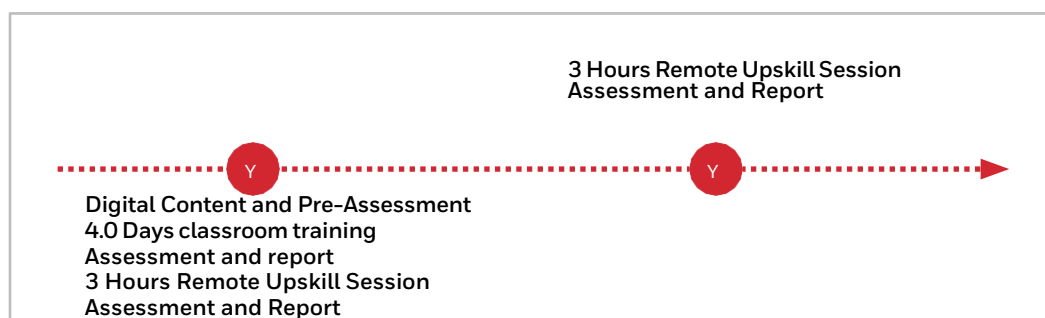 3 Hours Remote Upskill Session
Assessment and Report
Y
Y
Digital Content and Pre-Assessment
4.0 Days classroom training
Assessment and report
3 Hours Remote Upskill Session
Assessment and Report